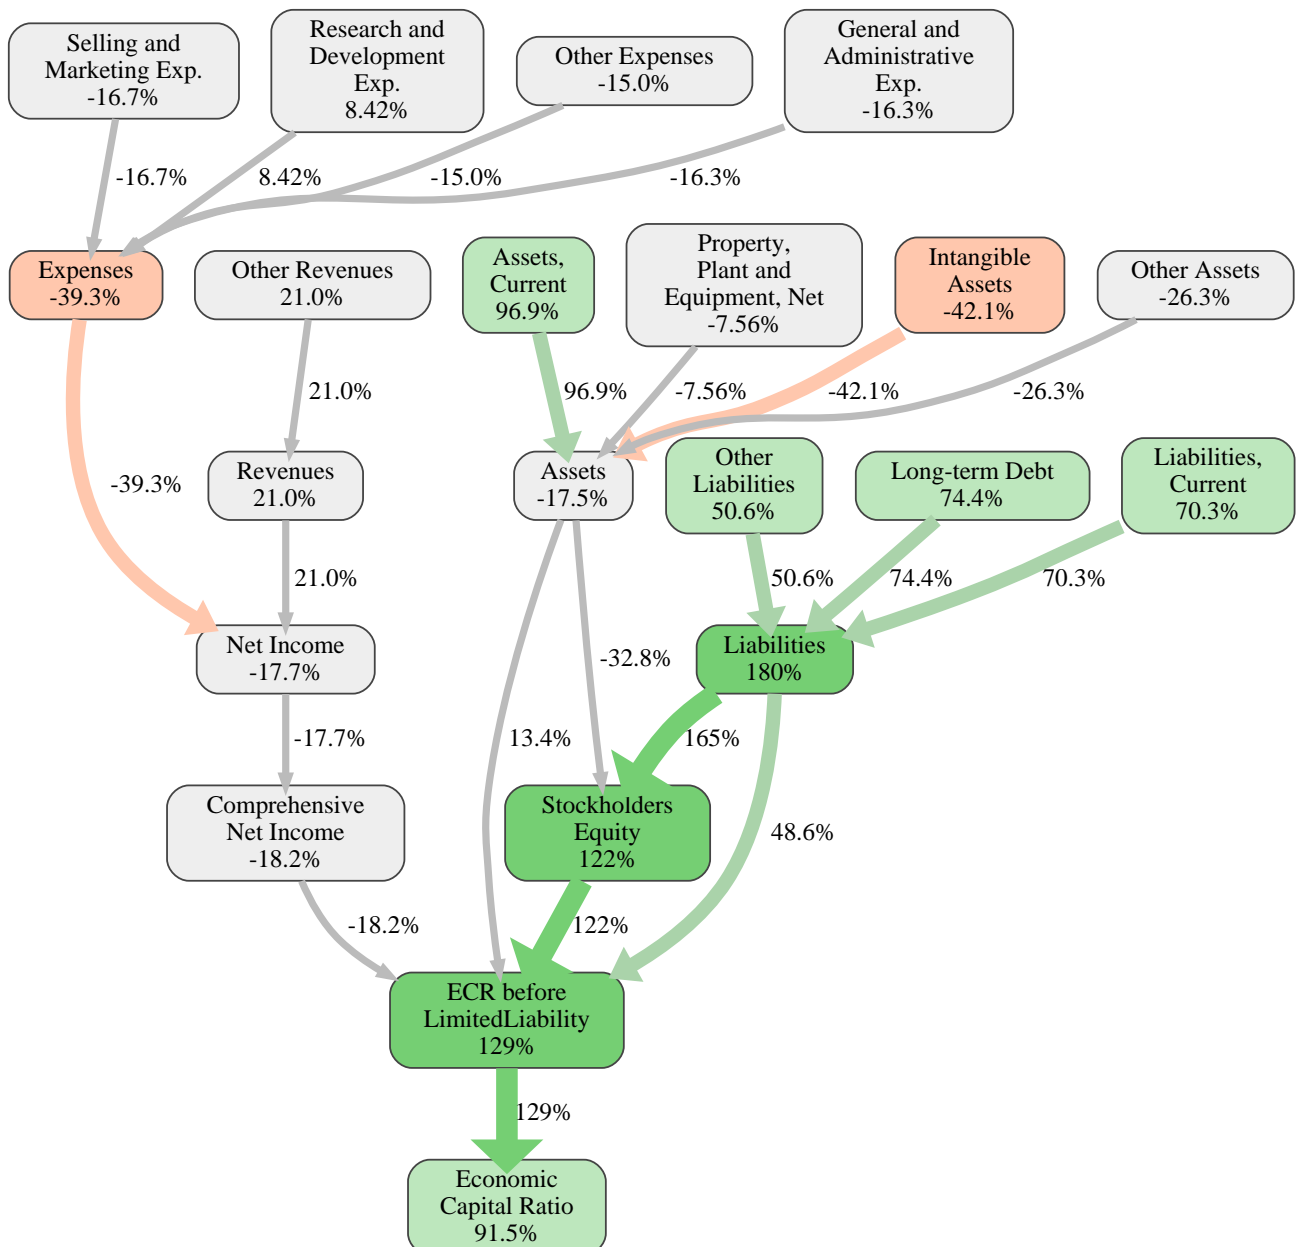 Selling and
Marketing Exp.
-16.7%
Research and
Development
Exp.
8.42%
Other Expenses
-15.0%
General and
Administrative
Exp.
-16.3%
-16.7%
8.42%
-15.0%
-16.3%
Expenses
-39.3%
Other Revenues
21.0%
Assets,
Current
96.9%
Property,
Plant and
Equipment, Net
-7.56%
Intangible
Assets
-42.1%
Other Assets
-26.3%
21.0%
96.9%
-7.56%
-42.1%
-26.3%
-39.3%
Revenues
21.0%
Assets
-17.5%
Other
Liabilities
50.6%
Long-term Debt
74.4%
Liabilities,
Current
70.3%
21.0%
50.6%
74.4%
70.3%
Net Income
-17.7%
-32.8%
Liabilities
180%
-17.7%
13.4%
165%
Comprehensive
Net Income
-18.2%
Stockholders
Equity
122%
48.6%
-18.2%
122%
ECR before
LimitedLiability
129%
129%
Economic
Capital Ratio
91.5%